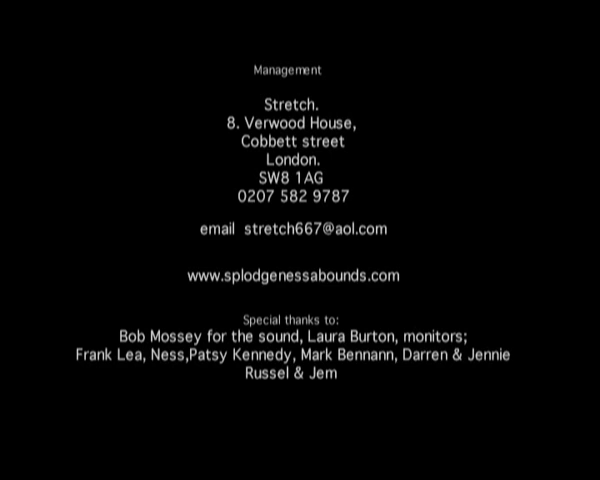 Management
Stretch.
8. Verwood House,
Cobbett street
London.
SW8 1AG
0207 582 9787
email stretch667@aol.com
www.splodgenessabounds.com
Special thanks to:
Bob Mossey for the sound, Laura Burton, monitors;
Frank Lea, Ness,Patsy Kennedy, Mark Bennann, Darren & Jennie
Russel & Jem